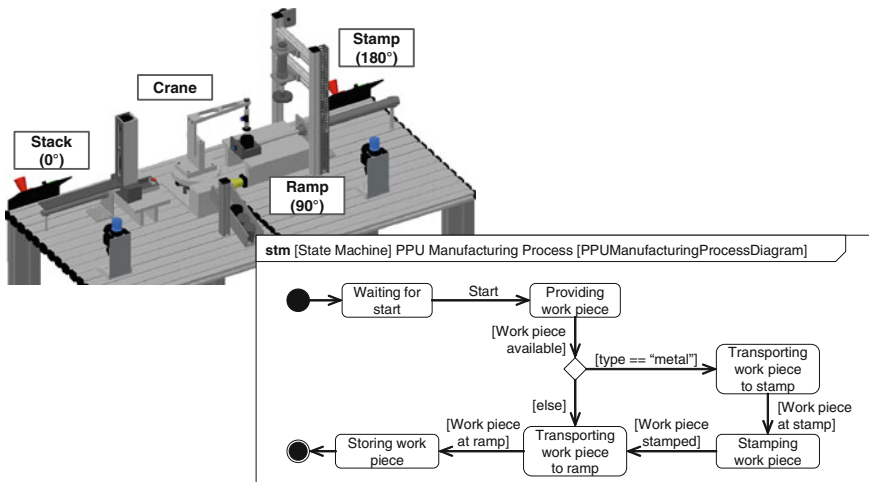 Stamp
(180°)
Crane
Stack
(0°)
Ramp
(90°)
stm [State Machine] PPU Manufacturing Process [PPUManufacturingProcessDiagram]
Waiting for
start
Start
Providing
work piece
[Work piece
available]
[type == “metal”]
Transporting
work piece
to stamp
[else]
[Work piece
at stamp]
Storing work
piece
[Work piece
at ramp]
Transporting
work piece
to ramp
[Work piece
stamped]
Stamping
work piece